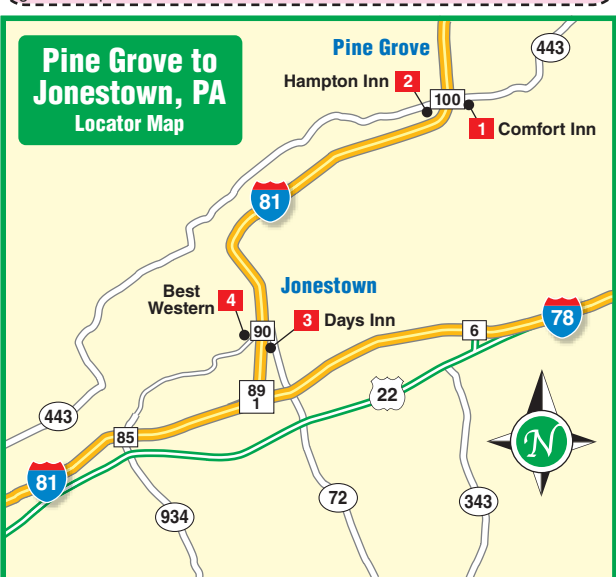 Pine Grove to
Jonestown, PA
Locator Map
Pine Grove
443
Hampton Inn 2
100
1 Comfort Inn
81
Jonestown
Best
Western 4
90
3 Days Inn
78
6
89
1
22
443
85
N
81
72
343
934